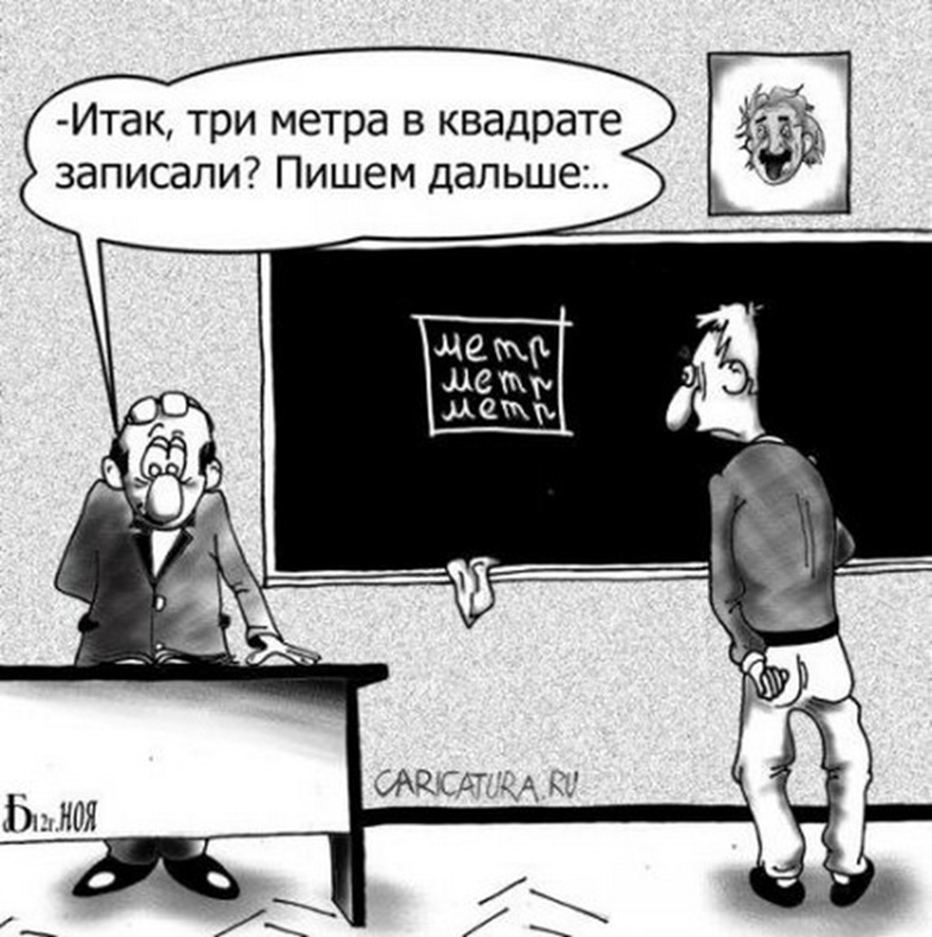 -Итак, три метра в квадрате
записали? Пишем дальше:..
метр
метр
метр
CARICATURA.RU
Б12г.НОЯ